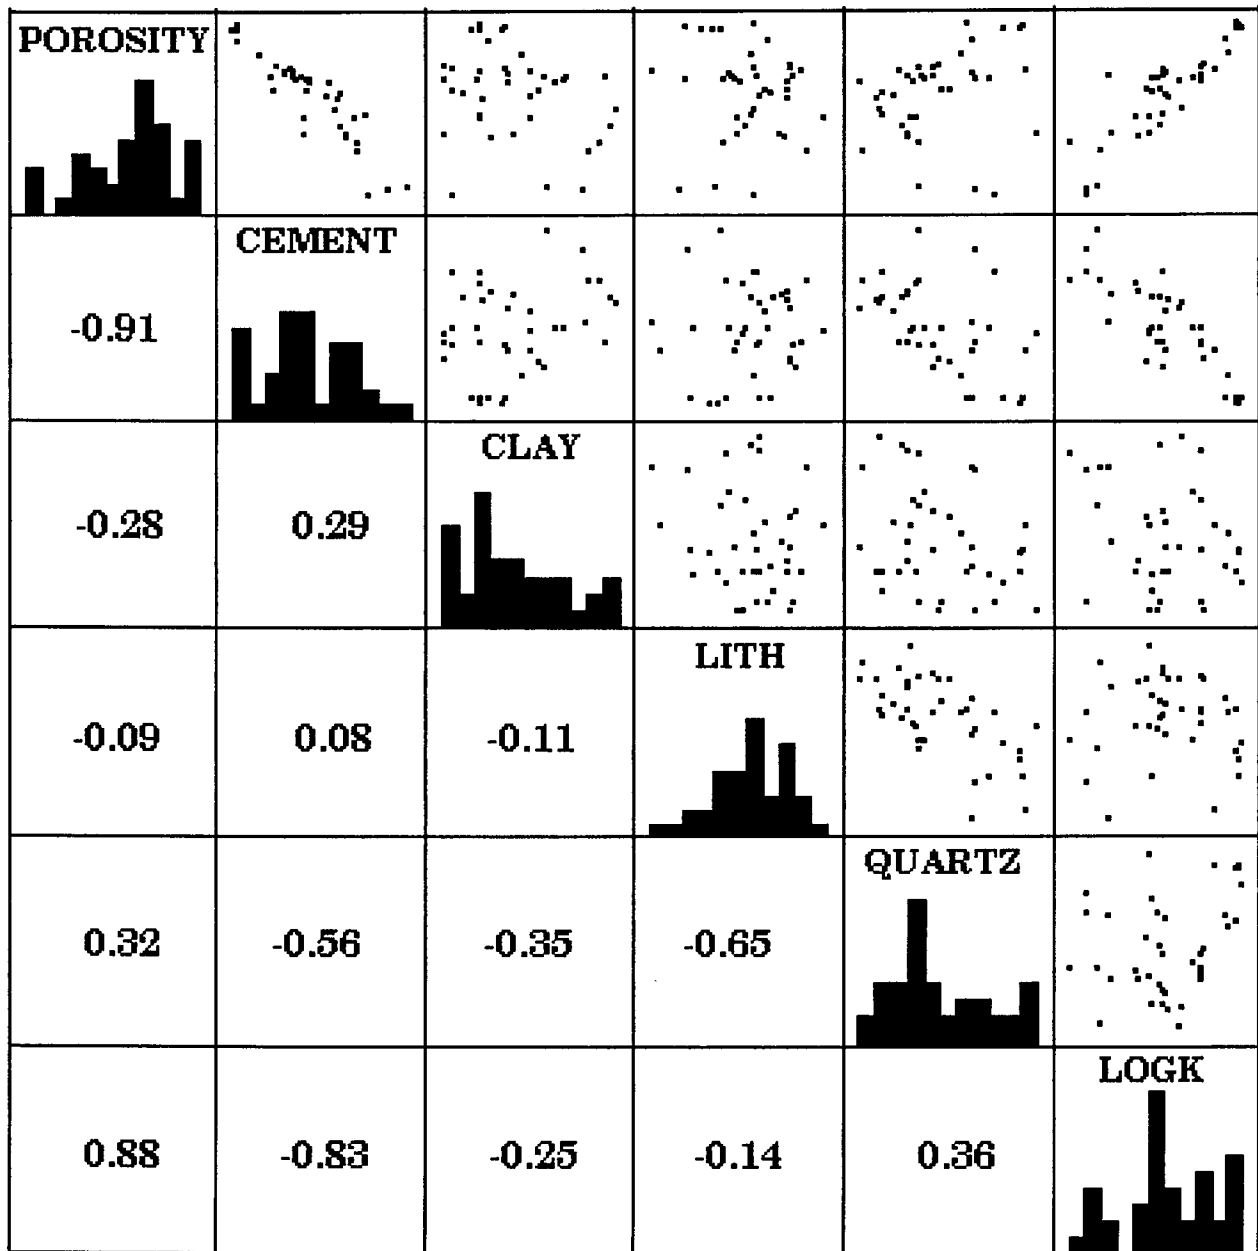 POROSITY
CEMENT
-0.91
CLAY
-0.28 0.29
LITH
-0.09 0.08 -0.11
QUARTZ
0.32 -0.56 -0.35 -0.65
LOGK
0.88 -0.83 -0.25 -0.14 0.36